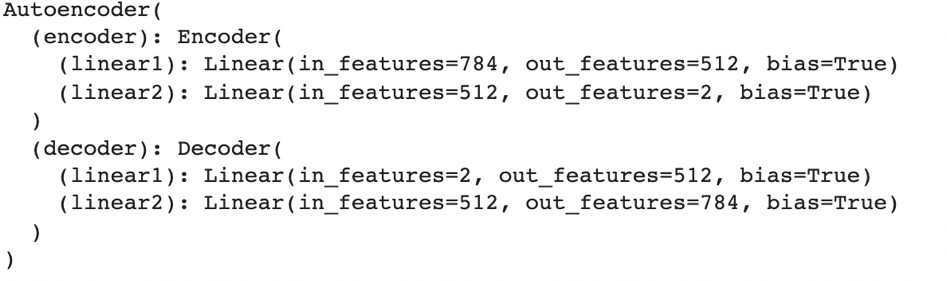 Autoencoder(
  (encoder): Encoder(
    (linear1): Linear(in_features=784, out_features=512, bias=True)
    (linear2): Linear(in_features=512, out_features=2, bias=True)
  )
  (decoder): Decoder(
    (linear1): Linear(in_features=2, out_features=512, bias=True)
    (linear2): Linear(in_features=512, out_features=784, bias=True)
  )
)